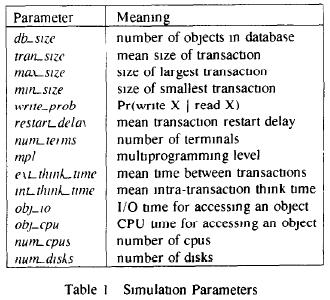 Parameter Meaning
db_size number of objects in database
tran_size mean size of transaction
max_size size of largest transaction
min_size size of smallest transaction
write_prob Pr(write X | read X)
restart_delay mean transaction restart delay
num_terms number of terminals
mpl multiprogramming level
ext_think_time mean time between transactions
int_think_time mean intra-transaction think time
obj_io I/O time for accessing an object
obj_cpu CPU time for accessing an object
num_cpus number of cpus
num_disks number of disks
Table 1 Simulation Parameters